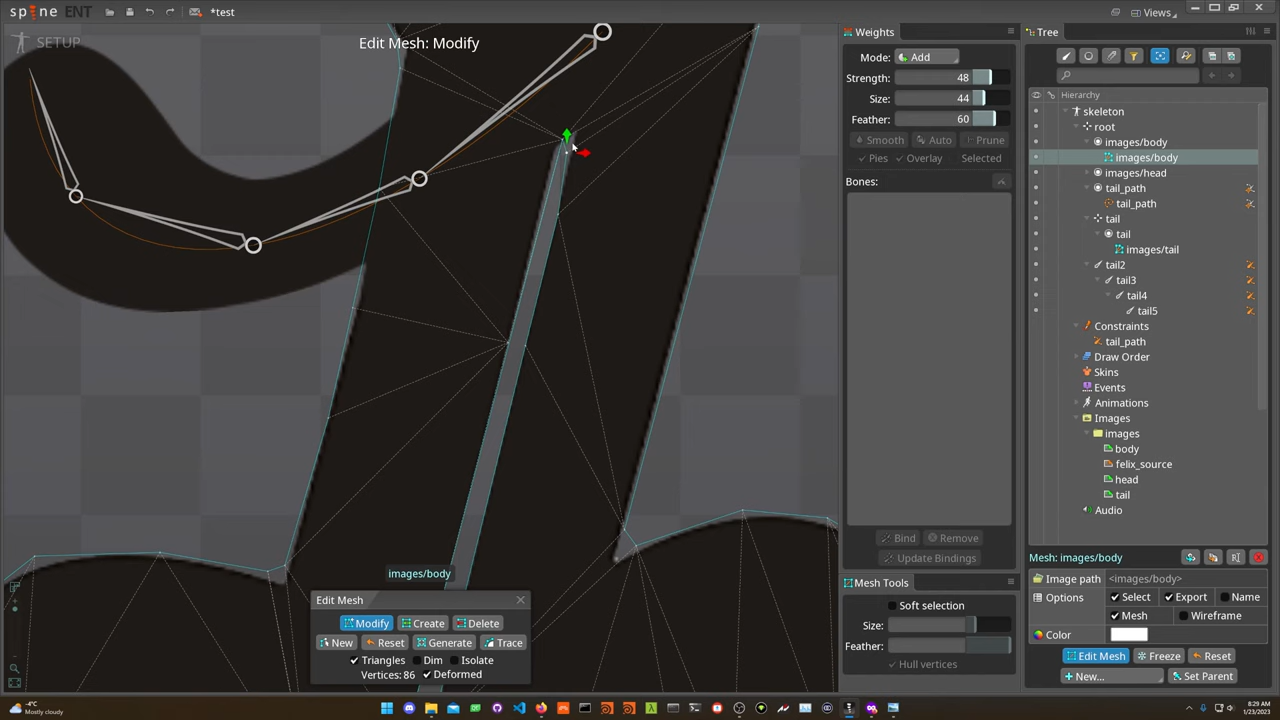 spine ENT
*test
Views
SETUP
Edit Mesh: Modify
images/body
Edit Mesh
Modify
Create
Delete
New
Reset
Generate
Trace
Triangles
Dim
Isolate
Vertices: 86
Deformed
Weights
Mode:
Add
Strength:
48
Size:
44
Feather:
60
Smooth
Auto
Prune
Pies
Overlay
Selected
Bones:
Bind
Remove
Update Bindings
Mesh Tools
Soft selection
Size:
Feather:
Hull vertices
Tree
Hierarchy
skeleton
root
images/body
images/body
images/head
tail_path
tail_path
tail
tail
images/tail
tail2
tail3
tail4
tail5
Constraints
tail_path
Draw Order
Skins
Events
Animations
Images
images
body
felix_source
head
tail
Audio
Mesh: images/body
Image path
<images/body>
Options
Select
Export
Name
Mesh
Wireframe
Color
Edit Mesh
Freeze
Reset
New...
Set Parent
-4°C
Mostly cloudy
8:29 AM
1/23/2023